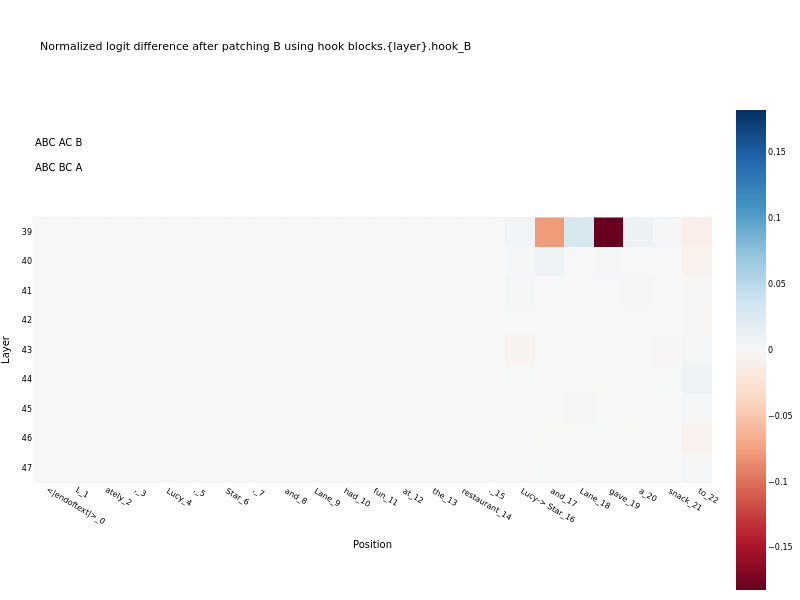 Normalized logit difference after patching B using hook blocks.{layer}.hook_B
ABC AC B
ABC BC A
0.15
0.1
0.05
0
−0.05
−0.1
−0.15
39
40
41
42
43
44
45
46
47
Layer
<|endoftext|>_0
L_1
ately_2
,_3
Lucy_4
,_5
Star_6
,_7
and_8
Lane_9
had_10
fun_11
at_12
the_13
restaurant_14
._15
Lucy-> Star_16
and_17
Lane_18
gave_19
a_20
snack_21
to_22
Position